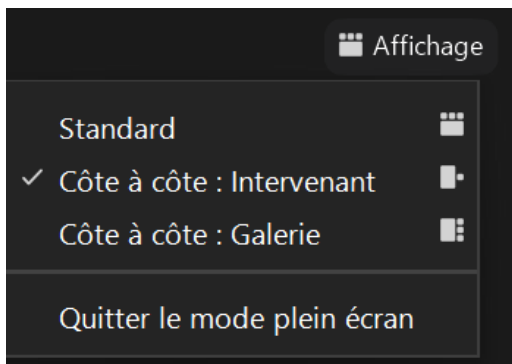 Affichage
Standard
Côte à côte : Intervenant
Côte à côte : Galerie
Quitter le mode plein écran